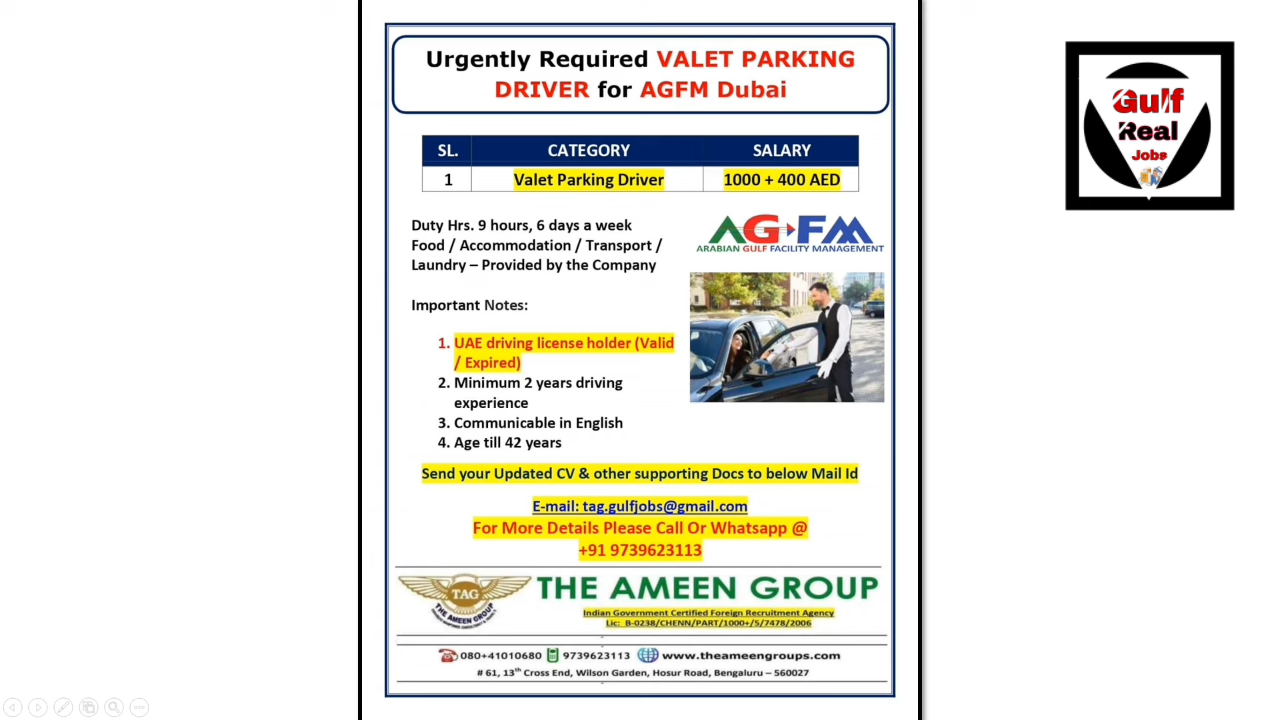 Urgently Required VALET PARKING
DRIVER for AGFM Dubai
SL. CATEGORY SALARY
1 Valet Parking Driver 1000 + 400 AED
Duty Hrs. 9 hours, 6 days a week
Food / Accommodation / Transport /
Laundry – Provided by the Company
AG FM
ARABIAN GULF FACILITY MANAGEMENT
Important Notes:
1. UAE driving license holder (Valid
/ Expired)
2. Minimum 2 years driving
experience
3. Communicable in English
4. Age till 42 years
Send your Updated CV & other supporting Docs to below Mail Id
E-mail: tag.gulfjobs@gmail.com
For More Details Please Call Or Whatsapp @
+91 9739623113
TAG
THE AMEEN GROUP
THE AMEEN GROUP
Indian Government Certified Foreign Recruitment Agency
Lic: B-0238/CHENN/PART/1000+/5/7478/2006
080+41010680 9739623113 www.theameengroups.com
# 61, 13th Cross End, Wilson Garden, Hosur Road, Bengaluru – 560027
Gulf
Real
Jobs